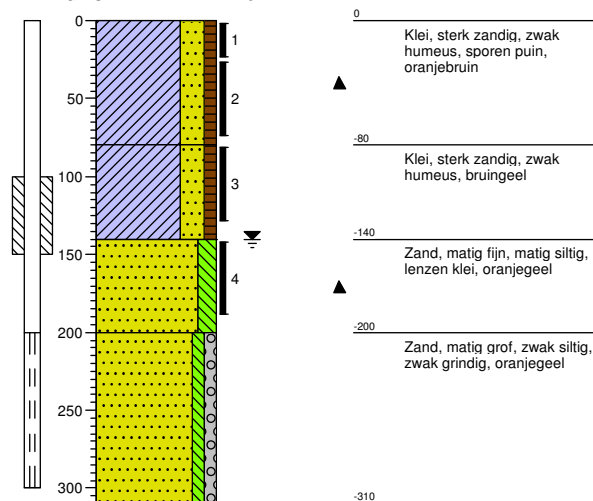 0
50
100
150
200
250
300
1
2
3
4
0
Klei, sterk zandig, zwak
humeus, sporen puin,
oranjebruin
-80
Klei, sterk zandig, zwak
humeus, bruingeel
-140
Zand, matig fijn, matig siltig,
lenzen klei, oranjegeel
-200
Zand, matig grof, zwak siltig,
zwak grindig, oranjegeel
-310